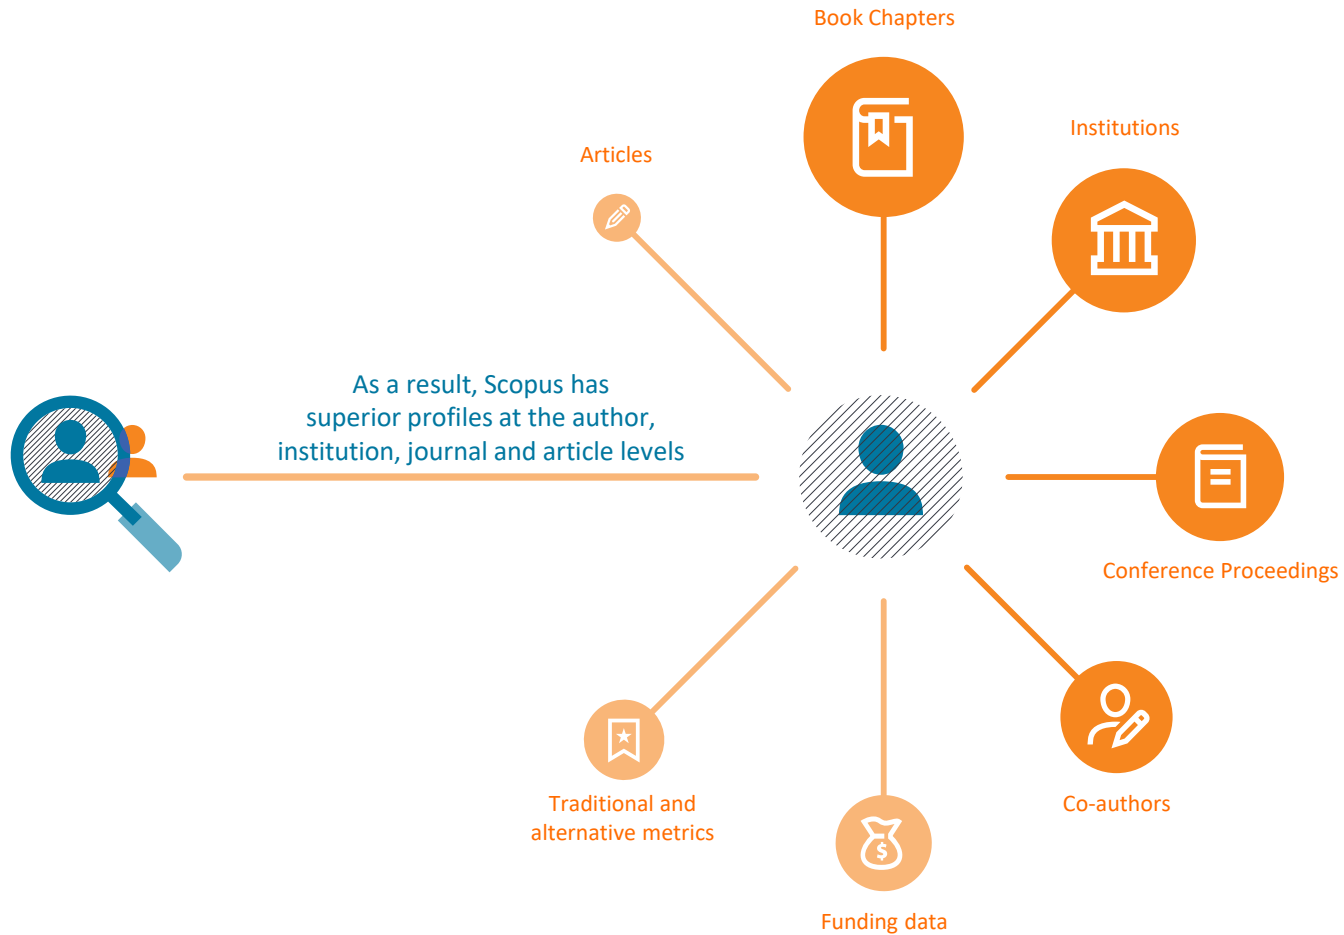 Book Chapters
Institutions
Articles
As a result, Scopus has
superior profiles at the author,
institution, journal and article levels
Conference Proceedings
Traditional and
alternative metrics
Co-authors
$
Funding data